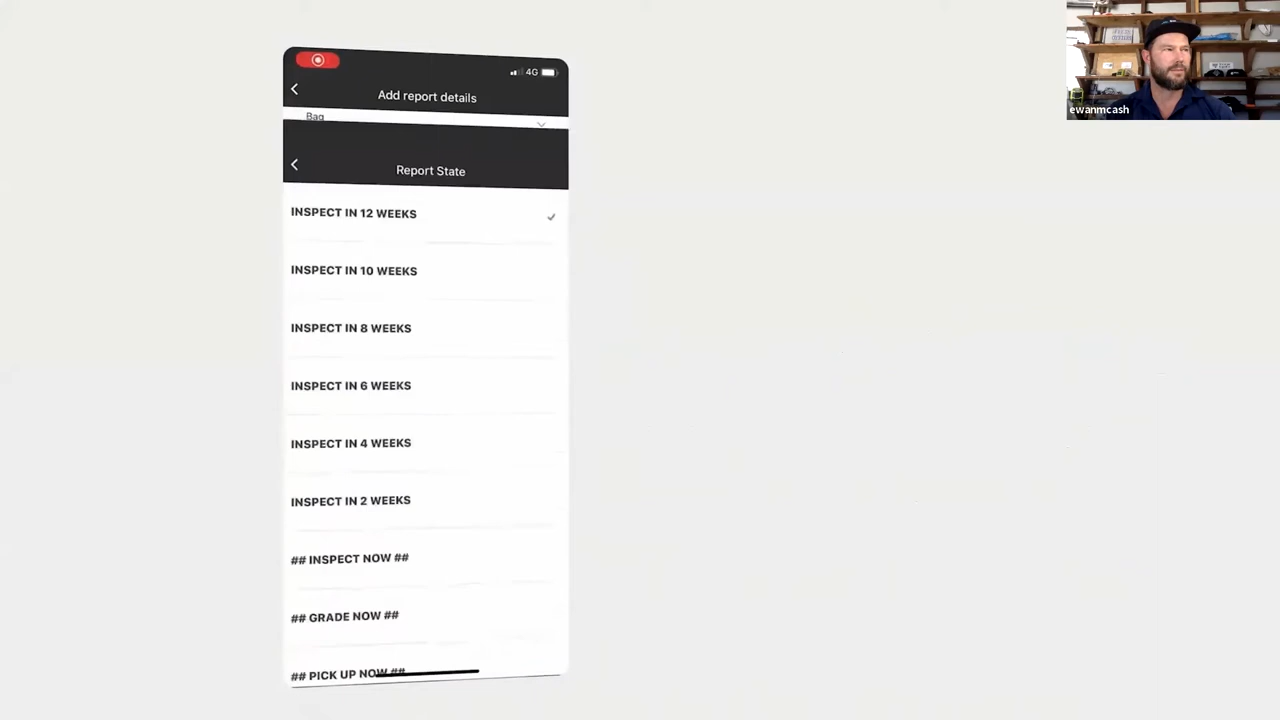 4G
Add report details
Bag
Report State
INSPECT IN 12 WEEKS
INSPECT IN 10 WEEKS
INSPECT IN 8 WEEKS
INSPECT IN 6 WEEKS
INSPECT IN 4 WEEKS
INSPECT IN 2 WEEKS
## INSPECT NOW ##
## GRADE NOW ##
## PICK UP NOW ##
ewanmcash